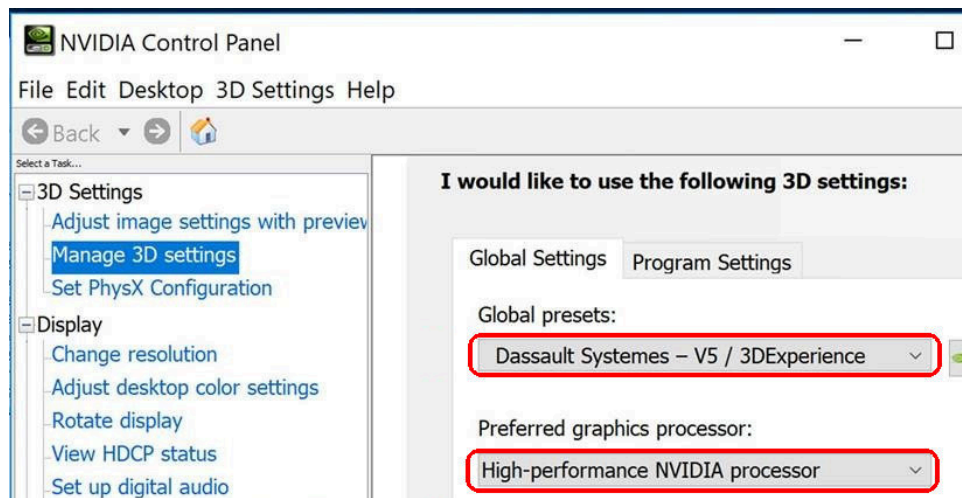 NVIDIA Control Panel
File Edit Desktop 3D Settings Help
Back
Select a Task...
3D Settings
Adjust image settings with preview
Manage 3D settings
Set PhysX Configuration
Display
Change resolution
Adjust desktop color settings
Rotate display
View HDCP status
Set up digital audio
I would like to use the following 3D settings:
Global Settings
Program Settings
Global presets:
Dassault Systemes – V5 / 3DExperience
Preferred graphics processor:
High-performance NVIDIA processor